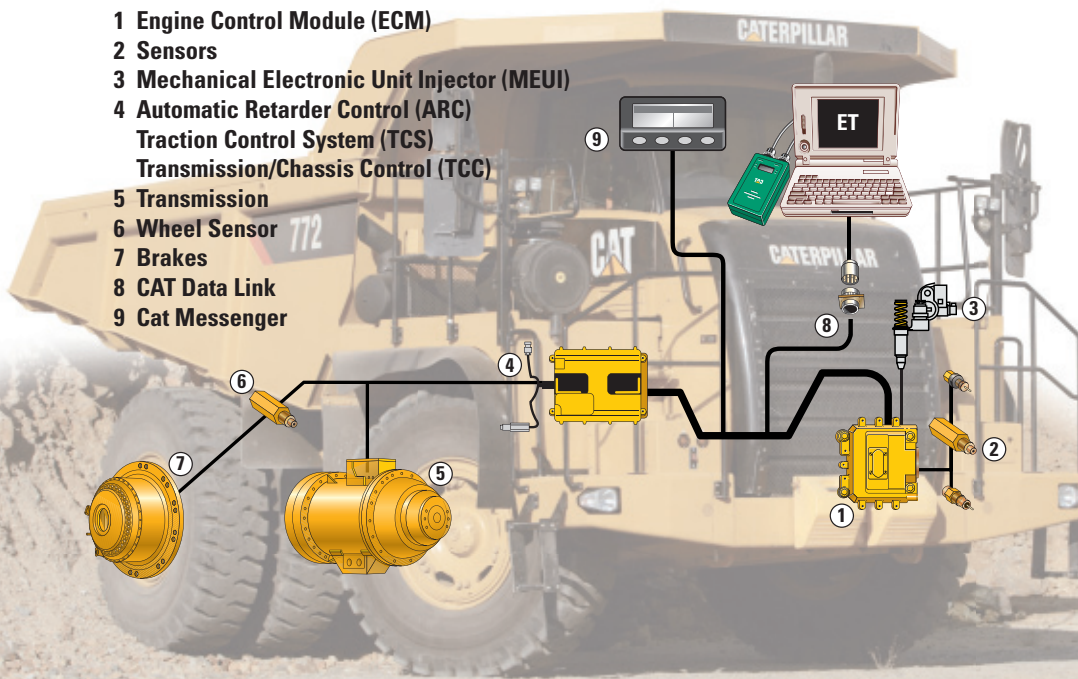 1 Engine Control Module (ECM)
2 Sensors
3 Mechanical Electronic Unit Injector (MEUI)
4 Automatic Retarder Control (ARC)
Traction Control System (TCS)
Transmission/Chassis Control (TCC)
5 Transmission
6 Wheel Sensor
7 Brakes
8 CAT Data Link
9 Cat Messenger
CATERPILLAR
ET
9
772
CAT
CATERPILLAR
8
3
4
6
7
5
2
1